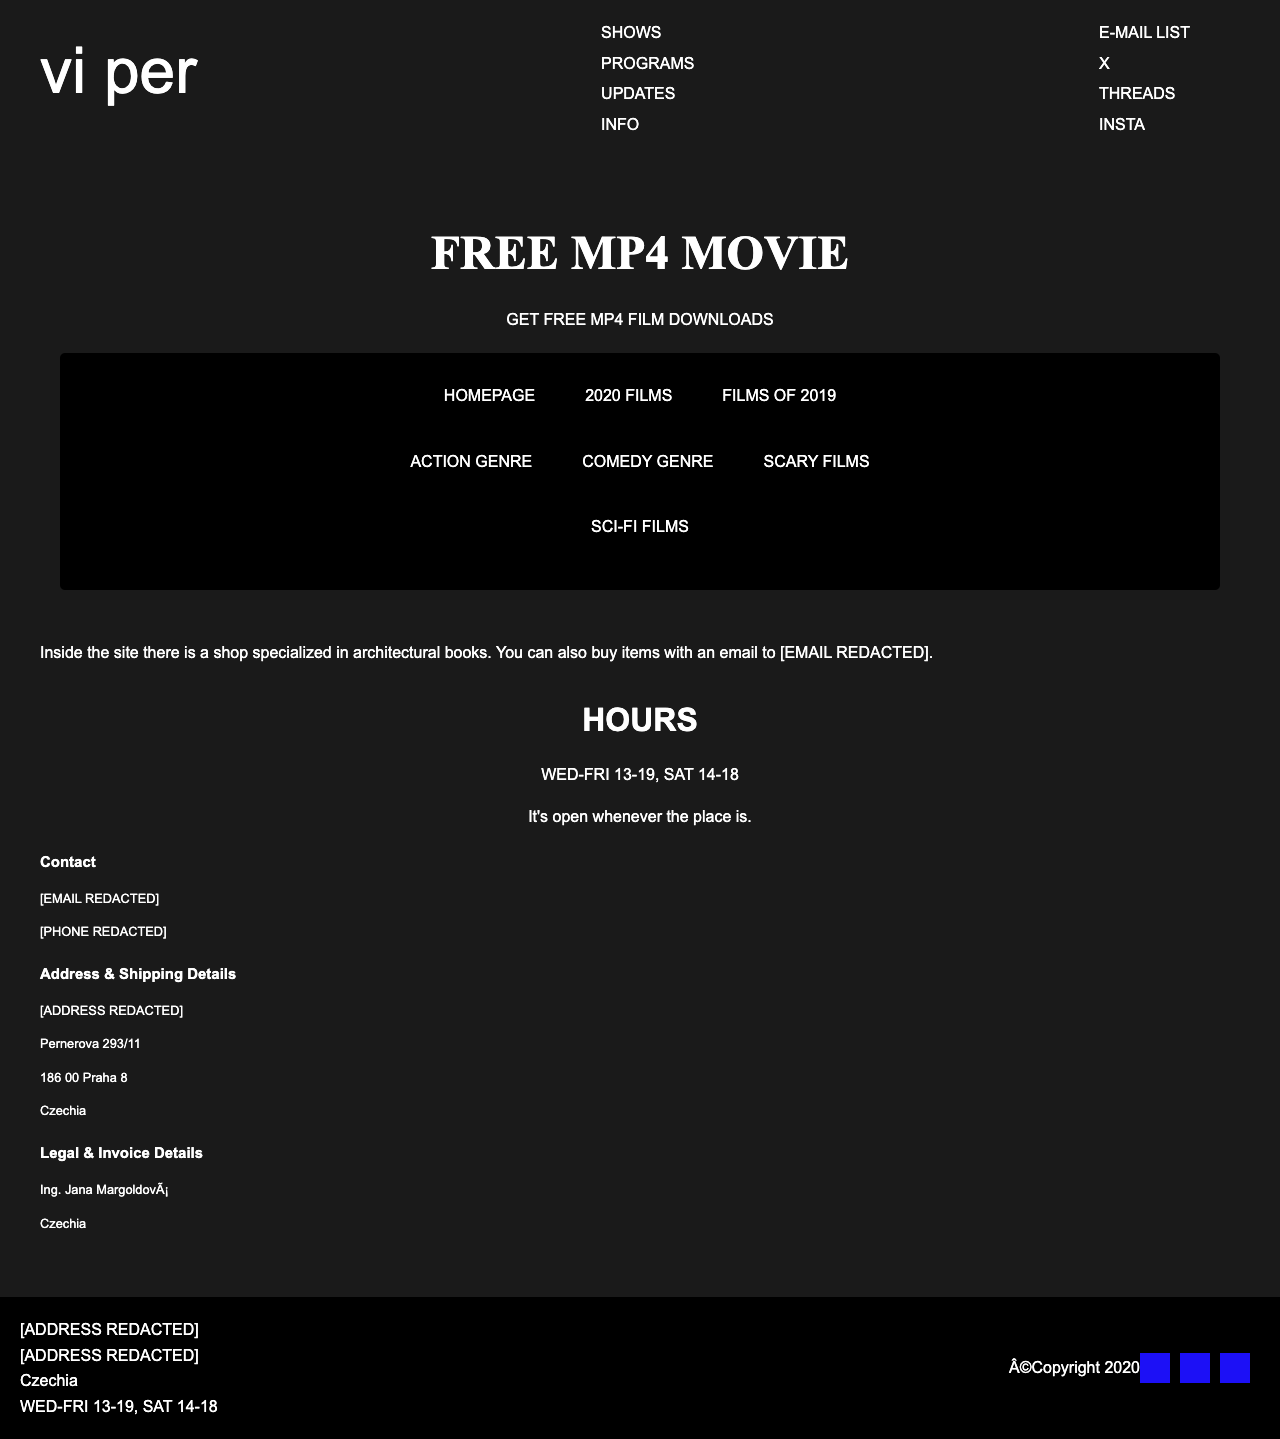 vi per
SHOWS
PROGRAMS
UPDATES
INFO
E-MAIL LIST
X
THREADS
INSTA
FREE MP4 MOVIE
GET FREE MP4 FILM DOWNLOADS
HOMEPAGE 2020 FILMS FILMS OF 2019
ACTION GENRE COMEDY GENRE SCARY FILMS
SCI-FI FILMS
Inside the site there is a shop specialized in architectural books. You can also buy items with an email to [EMAIL REDACTED].
HOURS
WED-FRI 13-19, SAT 14-18
It's open whenever the place is.
Contact
[EMAIL REDACTED]
[PHONE REDACTED]
Address & Shipping Details
[ADDRESS REDACTED]
Pernerova 293/11
186 00 Praha 8
Czechia
Legal & Invoice Details
Ing. Jana MargoldovÃ¡
Czechia
[ADDRESS REDACTED]
[ADDRESS REDACTED]
Czechia
WED-FRI 13-19, SAT 14-18
Â©Copyright 2020